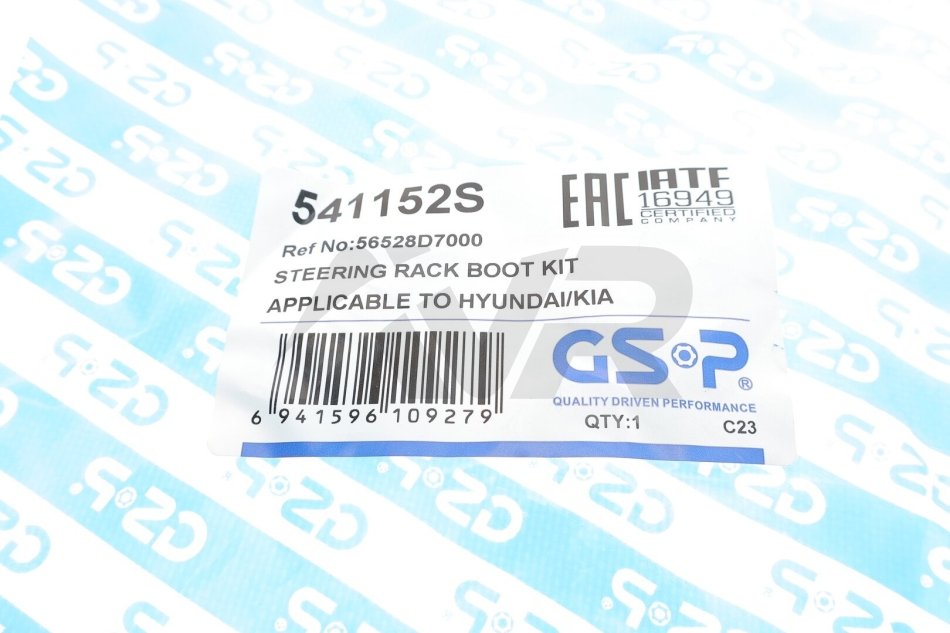 541152S
EAC
IATF
16949
CERTIFIED
COMPANY
Ref No:56528D7000
STEERING RACK BOOT KIT
APPLICABLE TO HYUNDAI/KIA
GSP®
QUALITY DRIVEN PERFORMANCE
6 941596 109279
QTY:1
C23